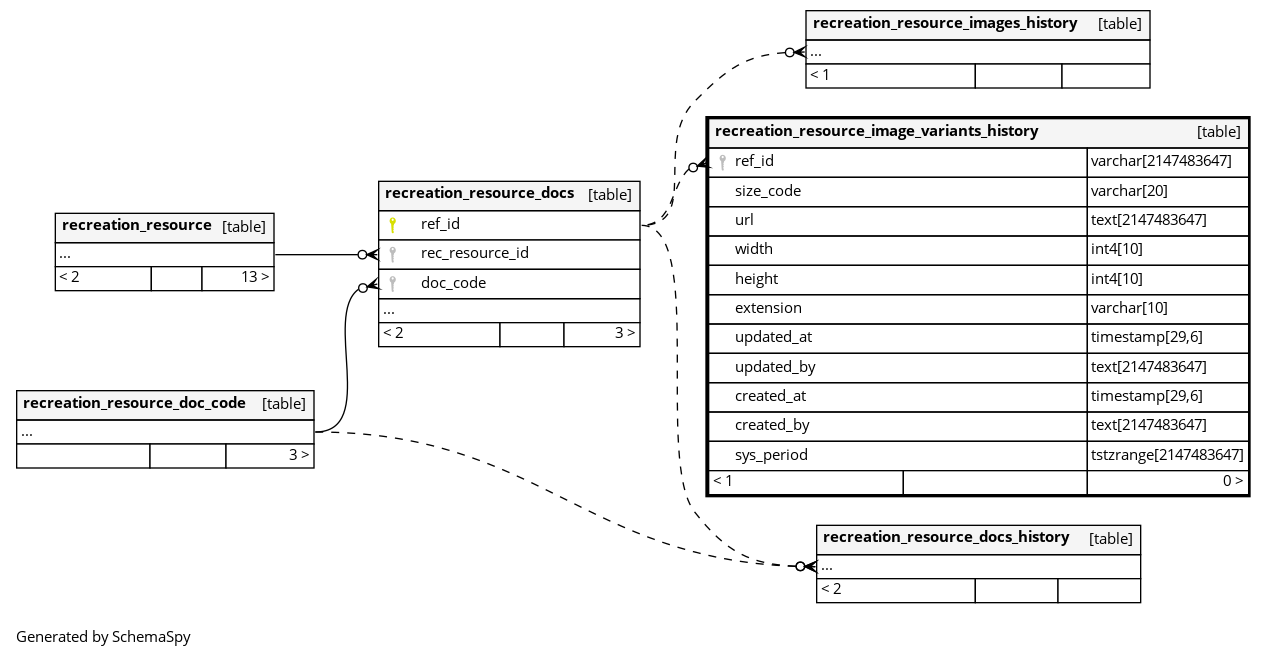 recreation_resource_images_history [table]
...
< 1
recreation_resource_image_variants_history [table]
ref_id varchar[2147483647]
size_code varchar[20]
url text[2147483647]
width int4[10]
height int4[10]
extension varchar[10]
updated_at timestamp[29,6]
updated_by text[2147483647]
created_at timestamp[29,6]
created_by text[2147483647]
sys_period tstzrange[2147483647]
< 1 0 >
recreation_resource_docs [table]
ref_id
rec_resource_id
doc_code
...
< 2 3 >
recreation_resource [table]
...
< 2 13 >
recreation_resource_doc_code [table]
...
3 >
recreation_resource_docs_history [table]
...
< 2
Generated by SchemaSpy